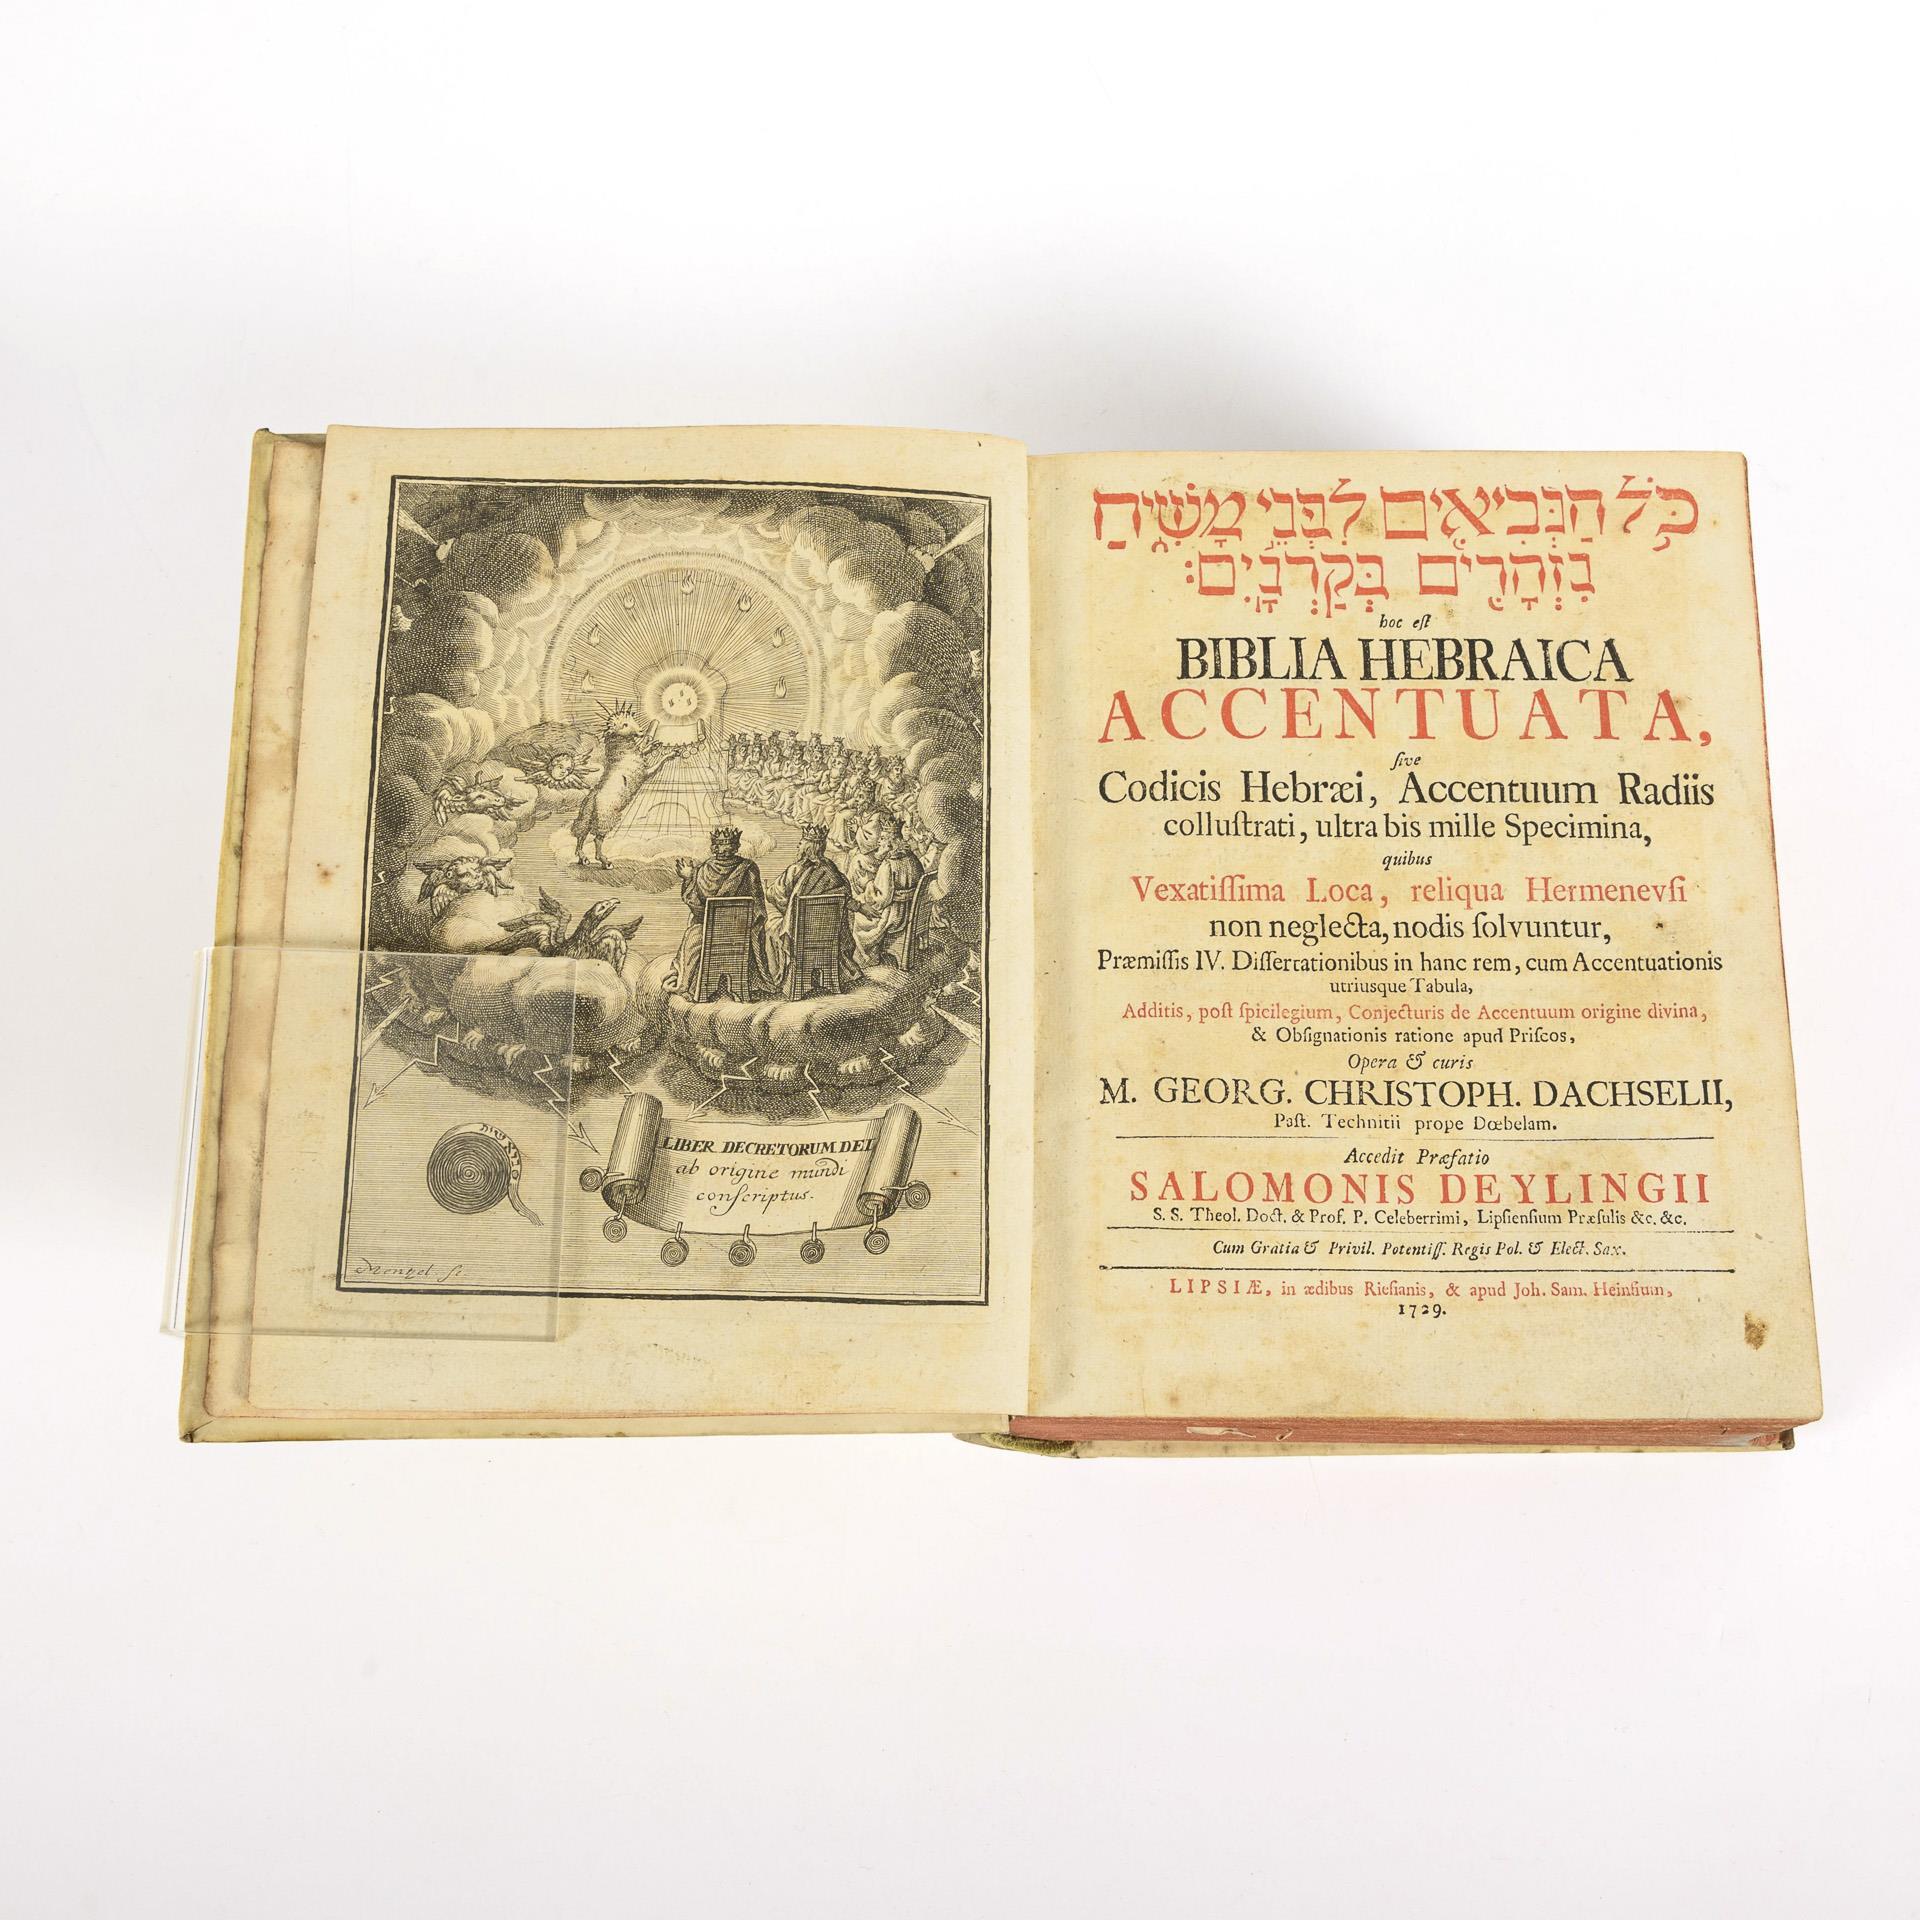 LIBER DECRETORUM DEI
ab origine mundi
conſcriptus.
Mentzel. ſc.
כָּל הַנְּבִיאִים לִבְנֵי מָשִׁיחַ
נִזְהָרִים בְּקַרְבָּיִם׃
hoc eſt
BIBLIA HEBRAICA
ACCENTUATA,
ſive
Codicis Hebræi, Accentuum Radiis
colluſtrati, ultra bis mille Specimina,
quibus
Vexatiſſima Loca, reliqua Hermenevſi
non neglecta, nodis ſolvuntur,
Præmiſſis IV. Diſſertationibus in hanc rem, cum Accentuationis
utriusque Tabula,
Additis, poſt ſpicilegium, Conjecturis de Accentuum origine divina,
& Obſignationis ratione apud Priſcos,
Opera & curis
M. GEORG. CHRISTOPH. DACHSELII,
Paſt. Technitii prope Dœbelam.
Accedit Præfatio
SALOMONIS DEYLINGII
S. S. Theol. Doct. & Prof. P. Celeberrimi, Lipſienſium Præſulis &c. &c.
Cum Gratia & Privil. Potentiſſ. Regis Pol. & Elect. Sax.
LIPSIÆ, in ædibus Rieſianis, & apud Joh. Sam. Heinſium,
1729.